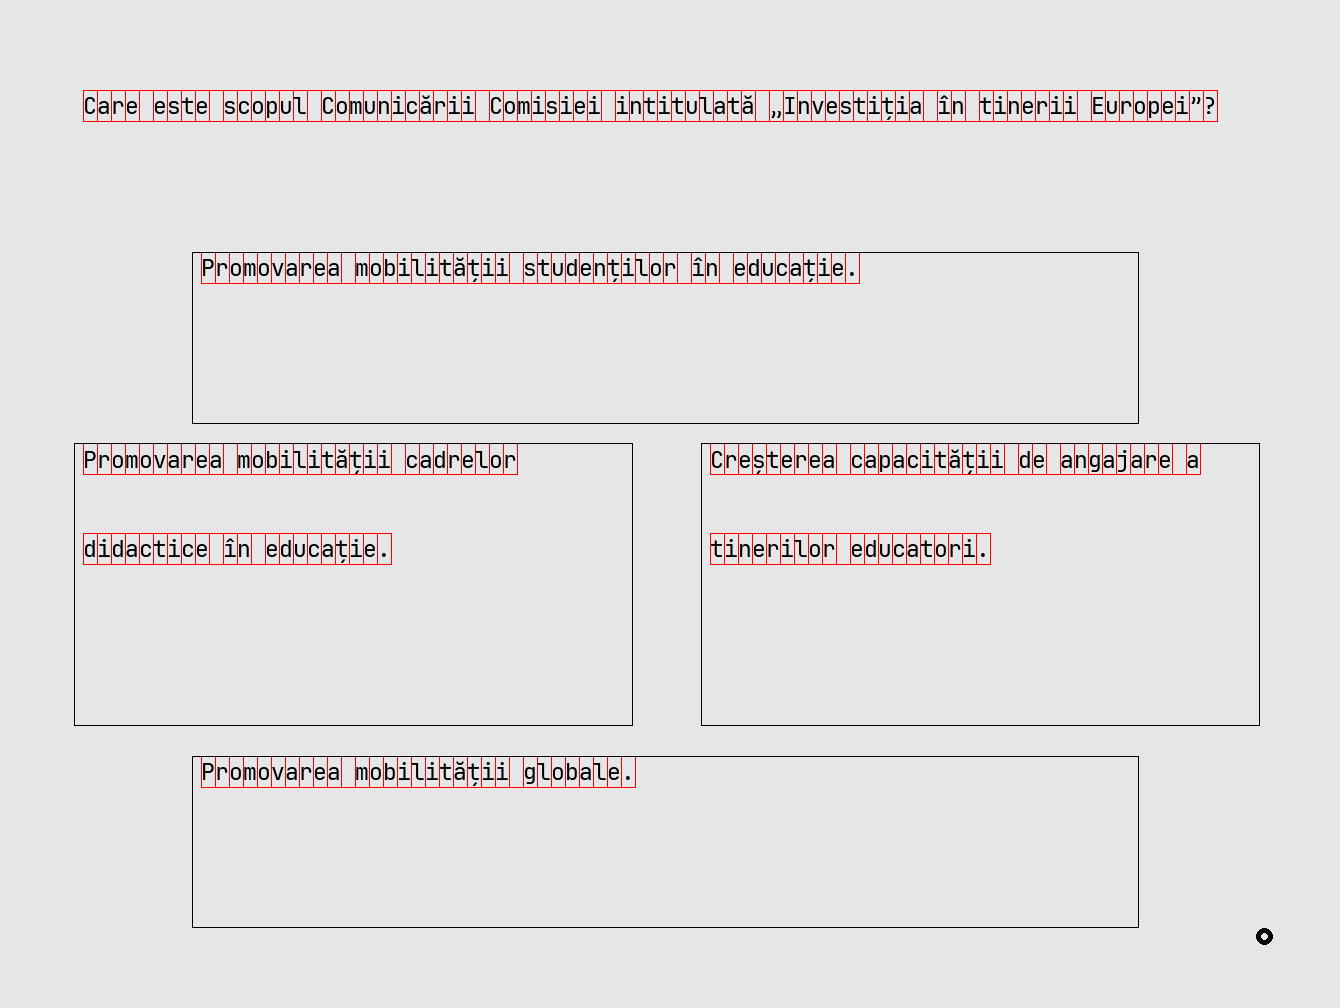 Care este scopul Comunicării Comisiei intitulată „Investiția în tinerii Europei”?
Promovarea mobilității studenților în educație.
Promovarea mobilității cadrelor
didactice în educație.
Creșterea capacității de angajare a
tinerilor educatori.
Promovarea mobilității globale.